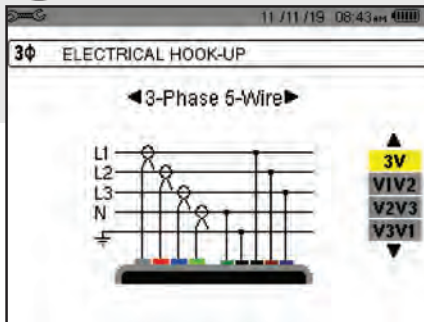 11/11/19 08:43am
3Φ ELECTRICAL HOOK-UP
◄3-Phase 5-Wire►
L1
L2
L3
N
3V
V1V2
V2V3
V3V1